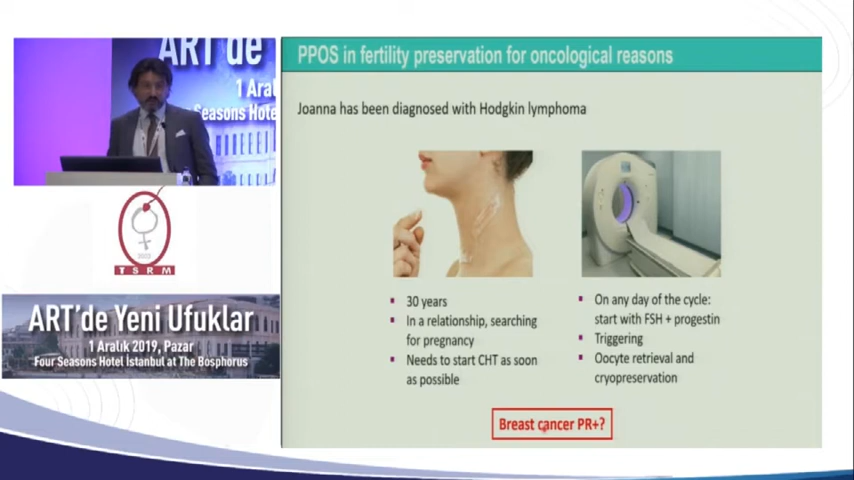 ART'de
1 Aral
Seasons Hote
TSRM
ART'de Yeni Ufuklar
1 Aralık 2019, Pazar
Four Seasons Hotel İstanbul at The Bosphorus
PPOS in fertility preservation for oncological reasons
Joanna has been diagnosed with Hodgkin lymphoma
30 years
In a relationship, searching
for pregnancy
Needs to start CHT as soon
as possible
On any day of the cycle:
start with FSH + progestin
Triggering
Oocyte retrieval and
cryopreservation
Breast cancer PR+?